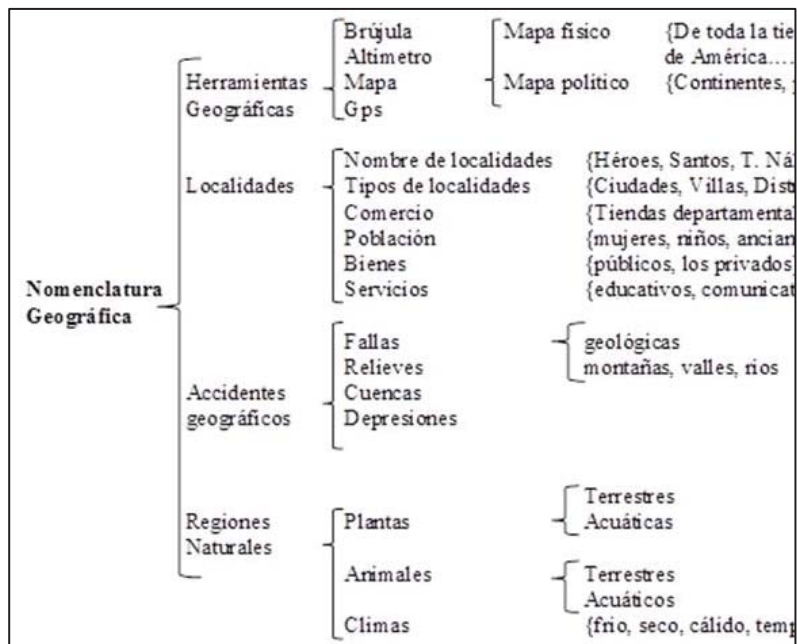 Nomenclatura
Geográfica
Herramientas
Geográficas
Brújula
Altimetro
Mapa
Gps
Mapa físico {De toda la
de América....
Mapa político {Continentes,
Localidades
Nombre de localidades {Héroes, Santos, T.
Tipos de localidades {Ciudades, Villas,
Comercio {Tiendas
Población {mujeres, niños,
Bienes {públicos, los privados
Servicios {educativos,
Accidentes
geográficos
Fallas
Relieves
Cuencas
Depresiones
geológicas
montañas, valles, rios
Regiones
Naturales
Plantas
Terrestres
Acuáticas
Animales
Terrestres
Acuáticos
Climas {frio, seco, cálido,